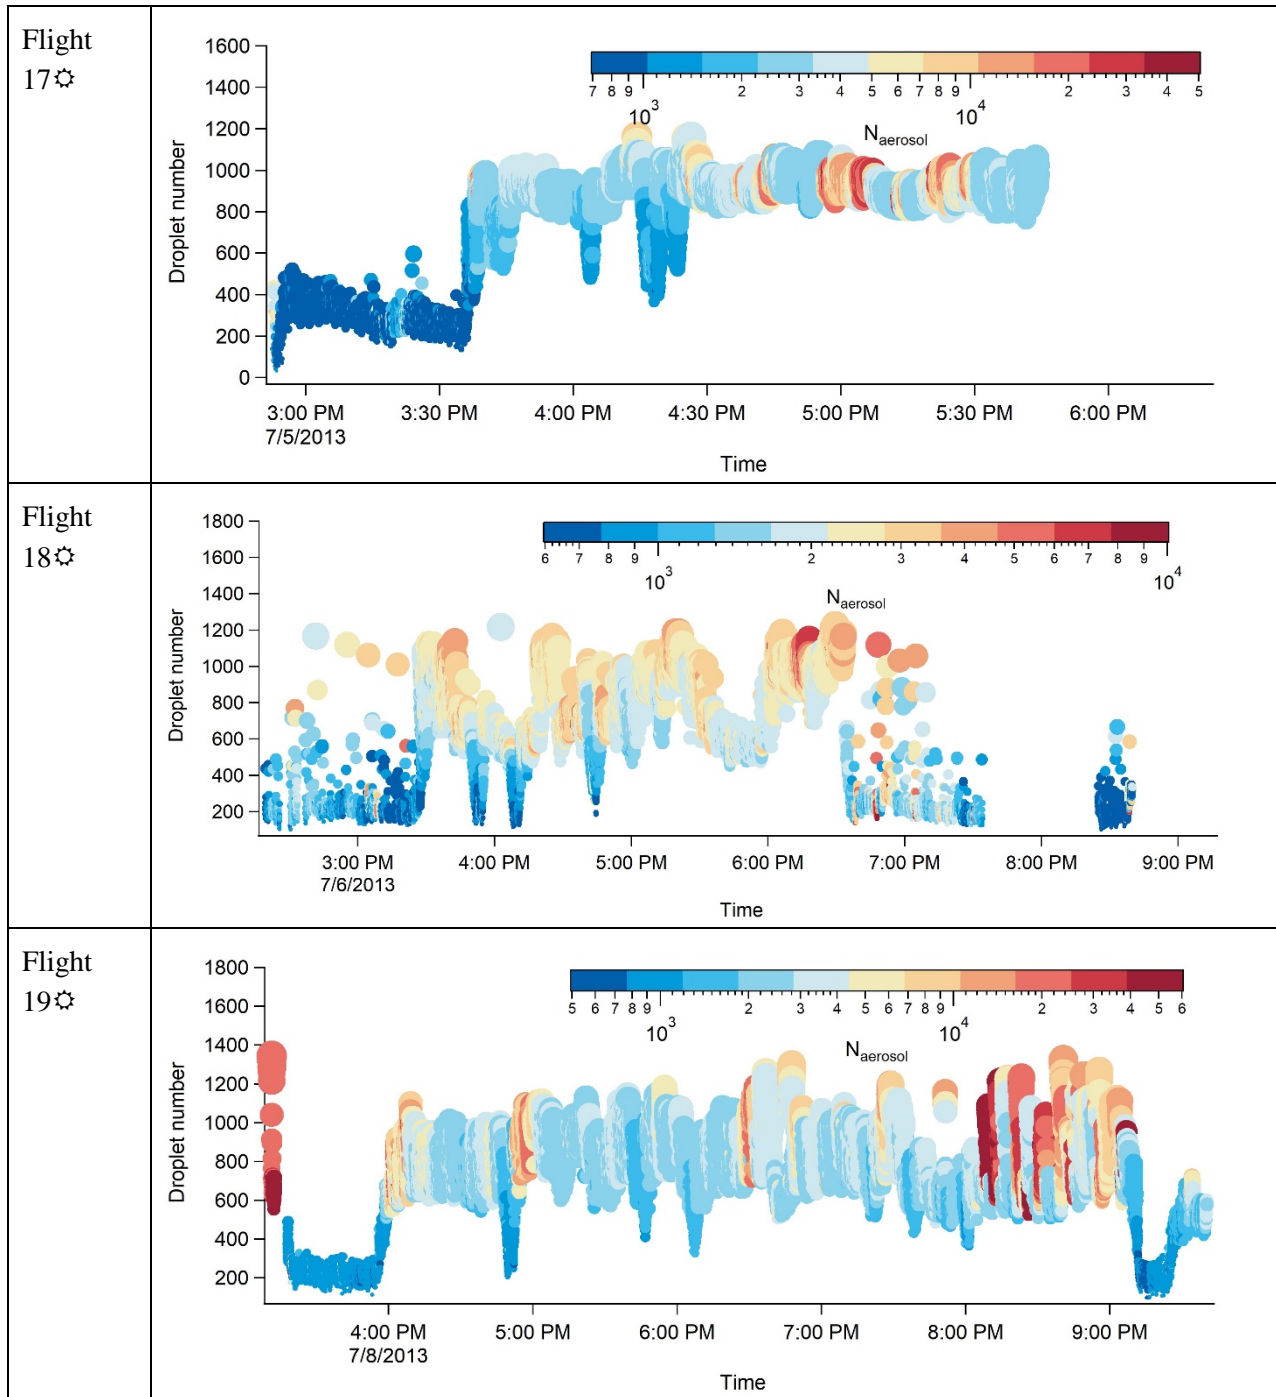 Flight
17☼
1600
1400
1200
1000
800
600
400
200
0
Droplet number
7 8 9 2 3 4 5 6 7 8 9 2 3 4 5
10³ 10⁴
Naerosol
3:00 PM 3:30 PM 4:00 PM 4:30 PM 5:00 PM 5:30 PM 6:00 PM
7/5/2013
Time
Flight
18☼
1800
1600
1400
1200
1000
800
600
400
200
Droplet number
6 7 8 9 2 3 4 5 6 7 8 9
10³ 10⁴
Naerosol
3:00 PM 4:00 PM 5:00 PM 6:00 PM 7:00 PM 8:00 PM 9:00 PM
7/6/2013
Time
Flight
19☼
1800
1600
1400
1200
1000
800
600
400
200
Droplet number
5 6 7 8 9 2 3 4 5 6 7 8 9 2 3 4 5 6
10³ 10⁴
Naerosol
4:00 PM 5:00 PM 6:00 PM 7:00 PM 8:00 PM 9:00 PM
7/8/2013
Time